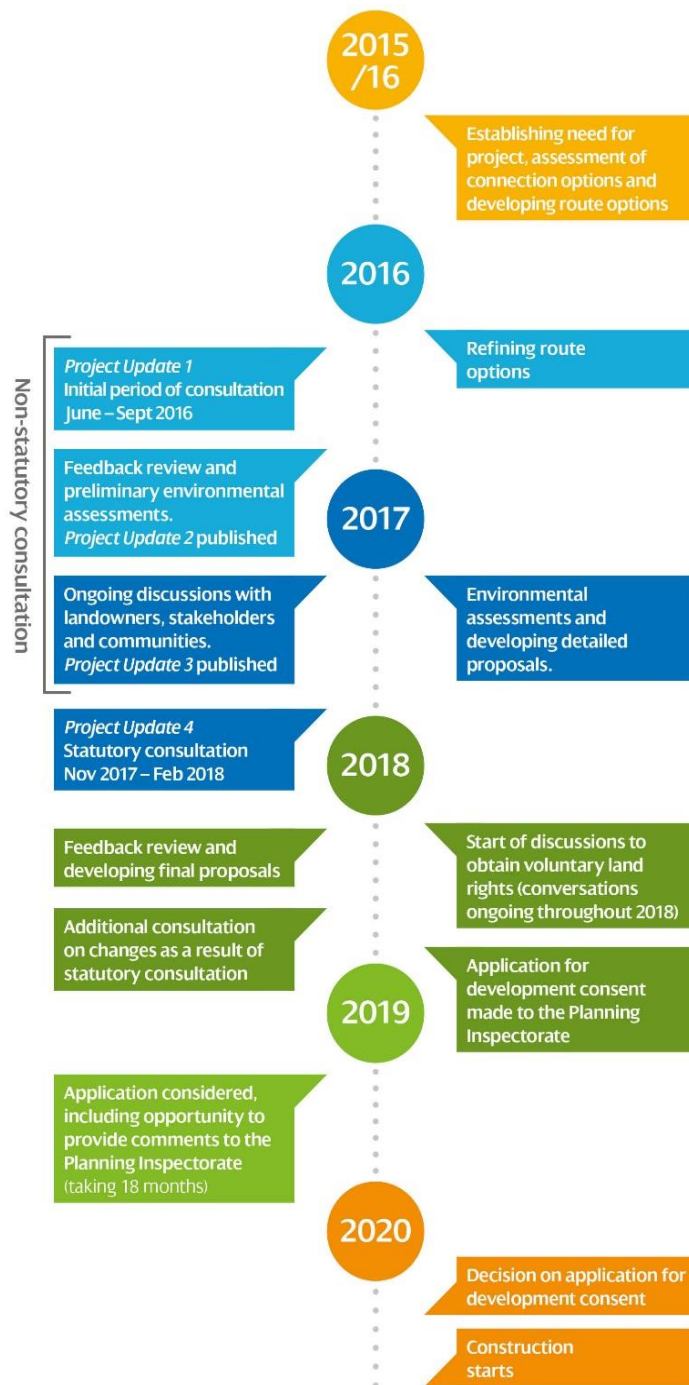 2015
/16
Establishing need for
project, assessment of
connection options and
developing route options
2016
Refining route
options
Non-statutory consultation
Project Update 1
Initial period of consultation
June – Sept 2016
Feedback review and
preliminary environmental
assessments.
Project Update 2 published
2017
Ongoing discussions with
landowners, stakeholders
and communities.
Project Update 3 published
Environmental
assessments and
developing detailed
proposals.
Project Update 4
Statutory consultation
Nov 2017 – Feb 2018
2018
Feedback review and
developing final proposals
Start of discussions to
obtain voluntary land
rights (conversations
ongoing throughout 2018)
Additional consultation
on changes as a result of
statutory consultation
Application for
development consent
made to the Planning
Inspectorate
2019
Application considered,
including opportunity to
provide comments to the
Planning Inspectorate
(taking 18 months)
2020
Decision on application for
development consent
Construction
starts